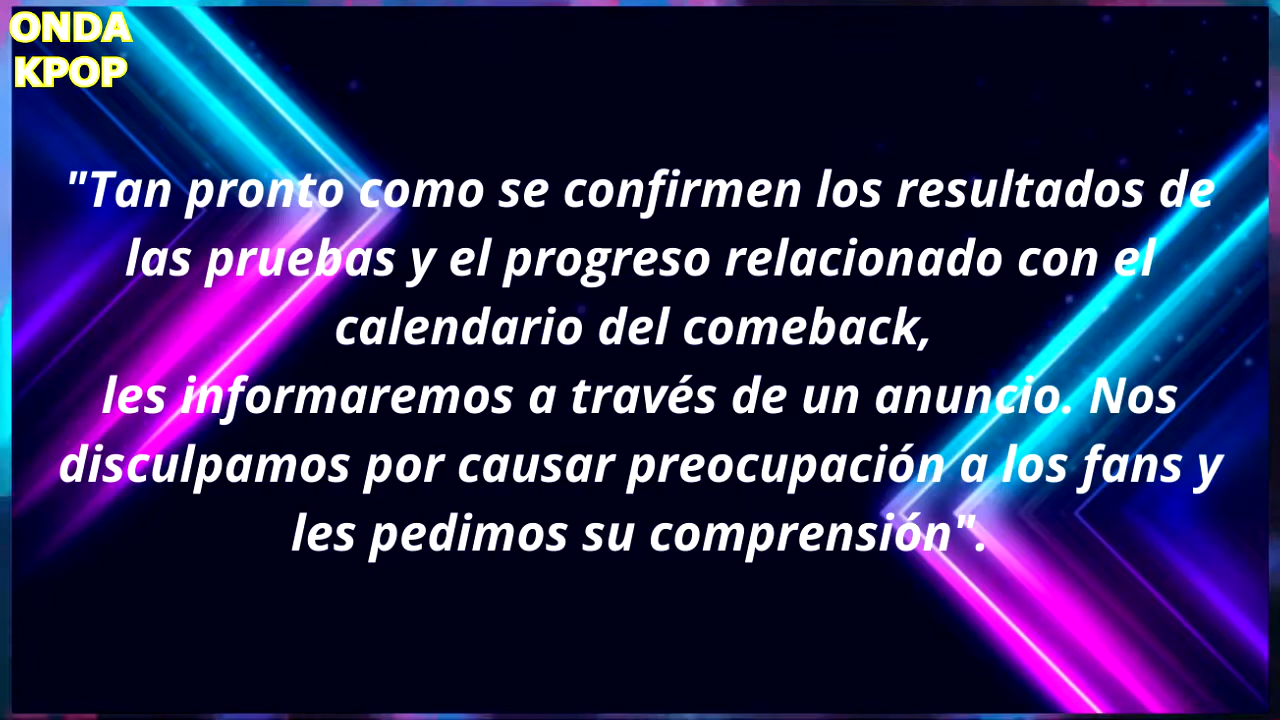 ONDA
KPOP
"Tan pronto como se confirmen los resultados de
las pruebas y el progreso relacionado con el
calendario del comeback,
les informaremos a través de un anuncio. Nos
disculpamos por causar preocupación a los fans y
les pedimos su comprensión".